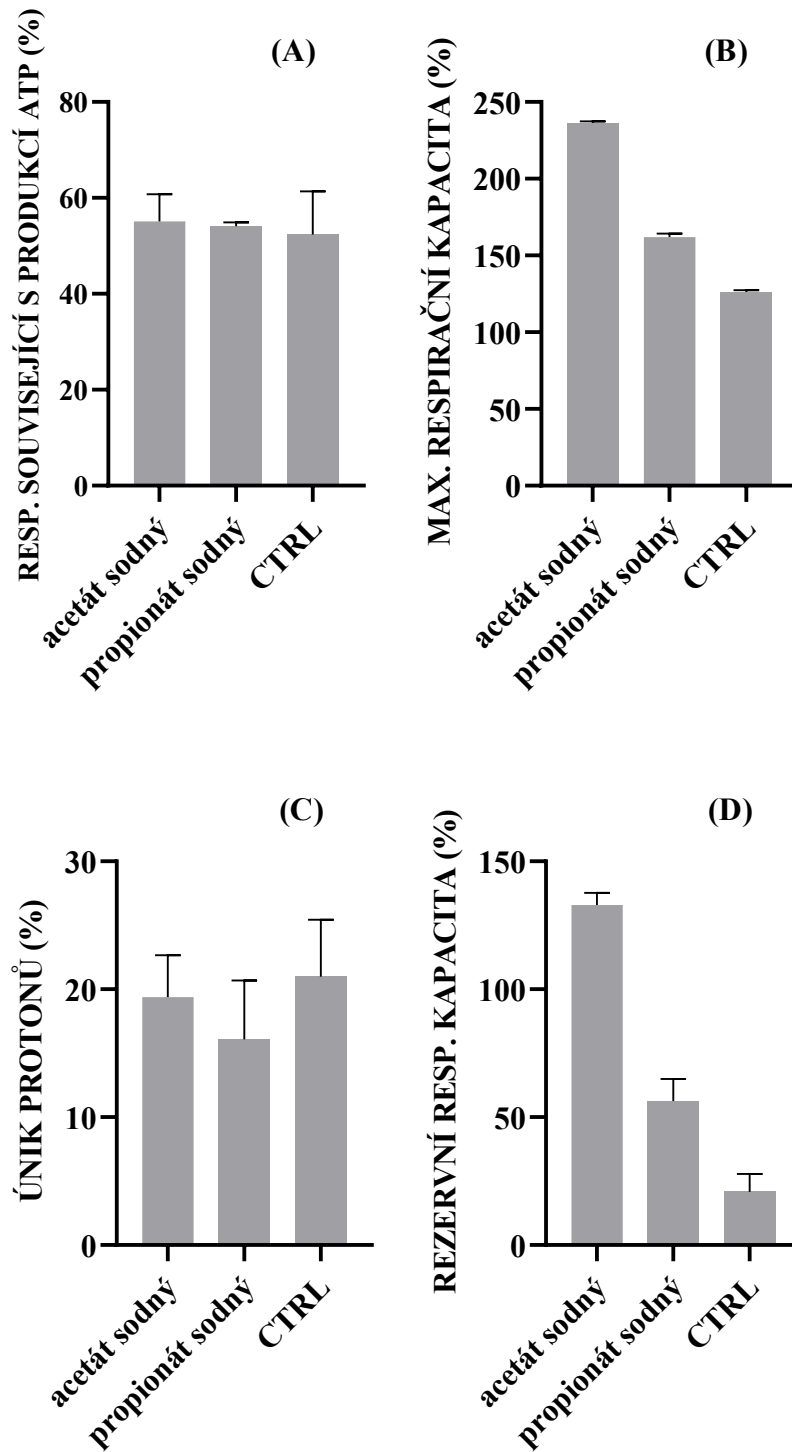 (A)
RESP. SOUVISEJÍCÍ S PRODUKCÍ ATP (%)
80
60
40
20
0
acetát sodný
propionát sodný
CTRL
(B)
MAX. RESPIRAČNÍ KAPACITA (%)
250
200
150
100
50
0
acetát sodný
propionát sodný
CTRL
(C)
ÚNIK PROTONŮ (%)
30
20
10
0
acetát sodný
propionát sodný
CTRL
(D)
REZERVNÍ RESP. KAPACITA (%)
150
100
50
0
acetát sodný
propionát sodný
CTRL